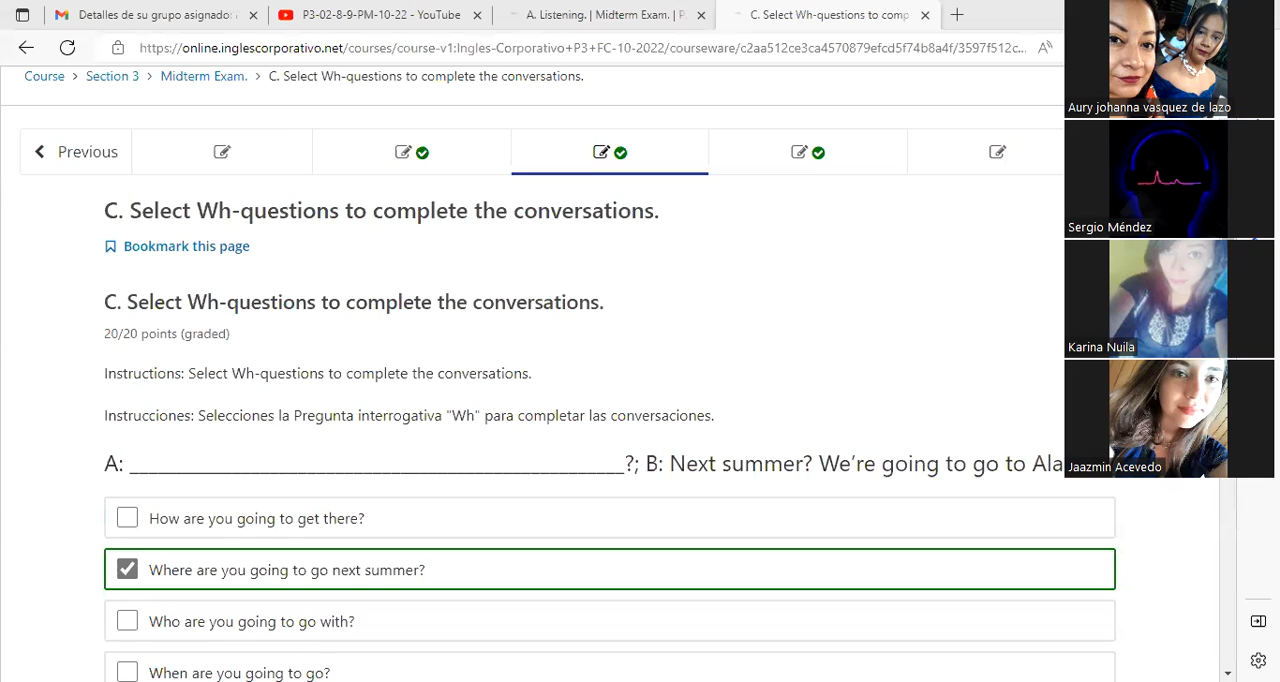 Detalles de su grupo asignado:
P3-02-8-9-PM-10-22 - YouTube
A. Listening. | Midterm Exam. | P
C. Select Wh-questions to comp
https://online.inglescorporativo.net/courses/course-v1:Ingles-Corporativo+P3+FC-10-2022/courseware/c2aa512ce3ca4570879efcd5f74b8a4f/3597f512c...
Course > Section 3 > Midterm Exam. > C. Select Wh-questions to complete the conversations.
Previous
C. Select Wh-questions to complete the conversations.
Bookmark this page
C. Select Wh-questions to complete the conversations.
20/20 points (graded)
Instructions: Select Wh-questions to complete the conversations.
Instrucciones: Selecciones la Pregunta interrogativa "Wh" para completar las conversaciones.
A: _______________________________________________?; B: Next summer? We're going to go to Ala
How are you going to get there?
Where are you going to go next summer?
Who are you going to go with?
When are you going to go?
Aury johanna vasquez de lazo
Sergio Méndez
Karina Nuila
Jaazmin Acevedo